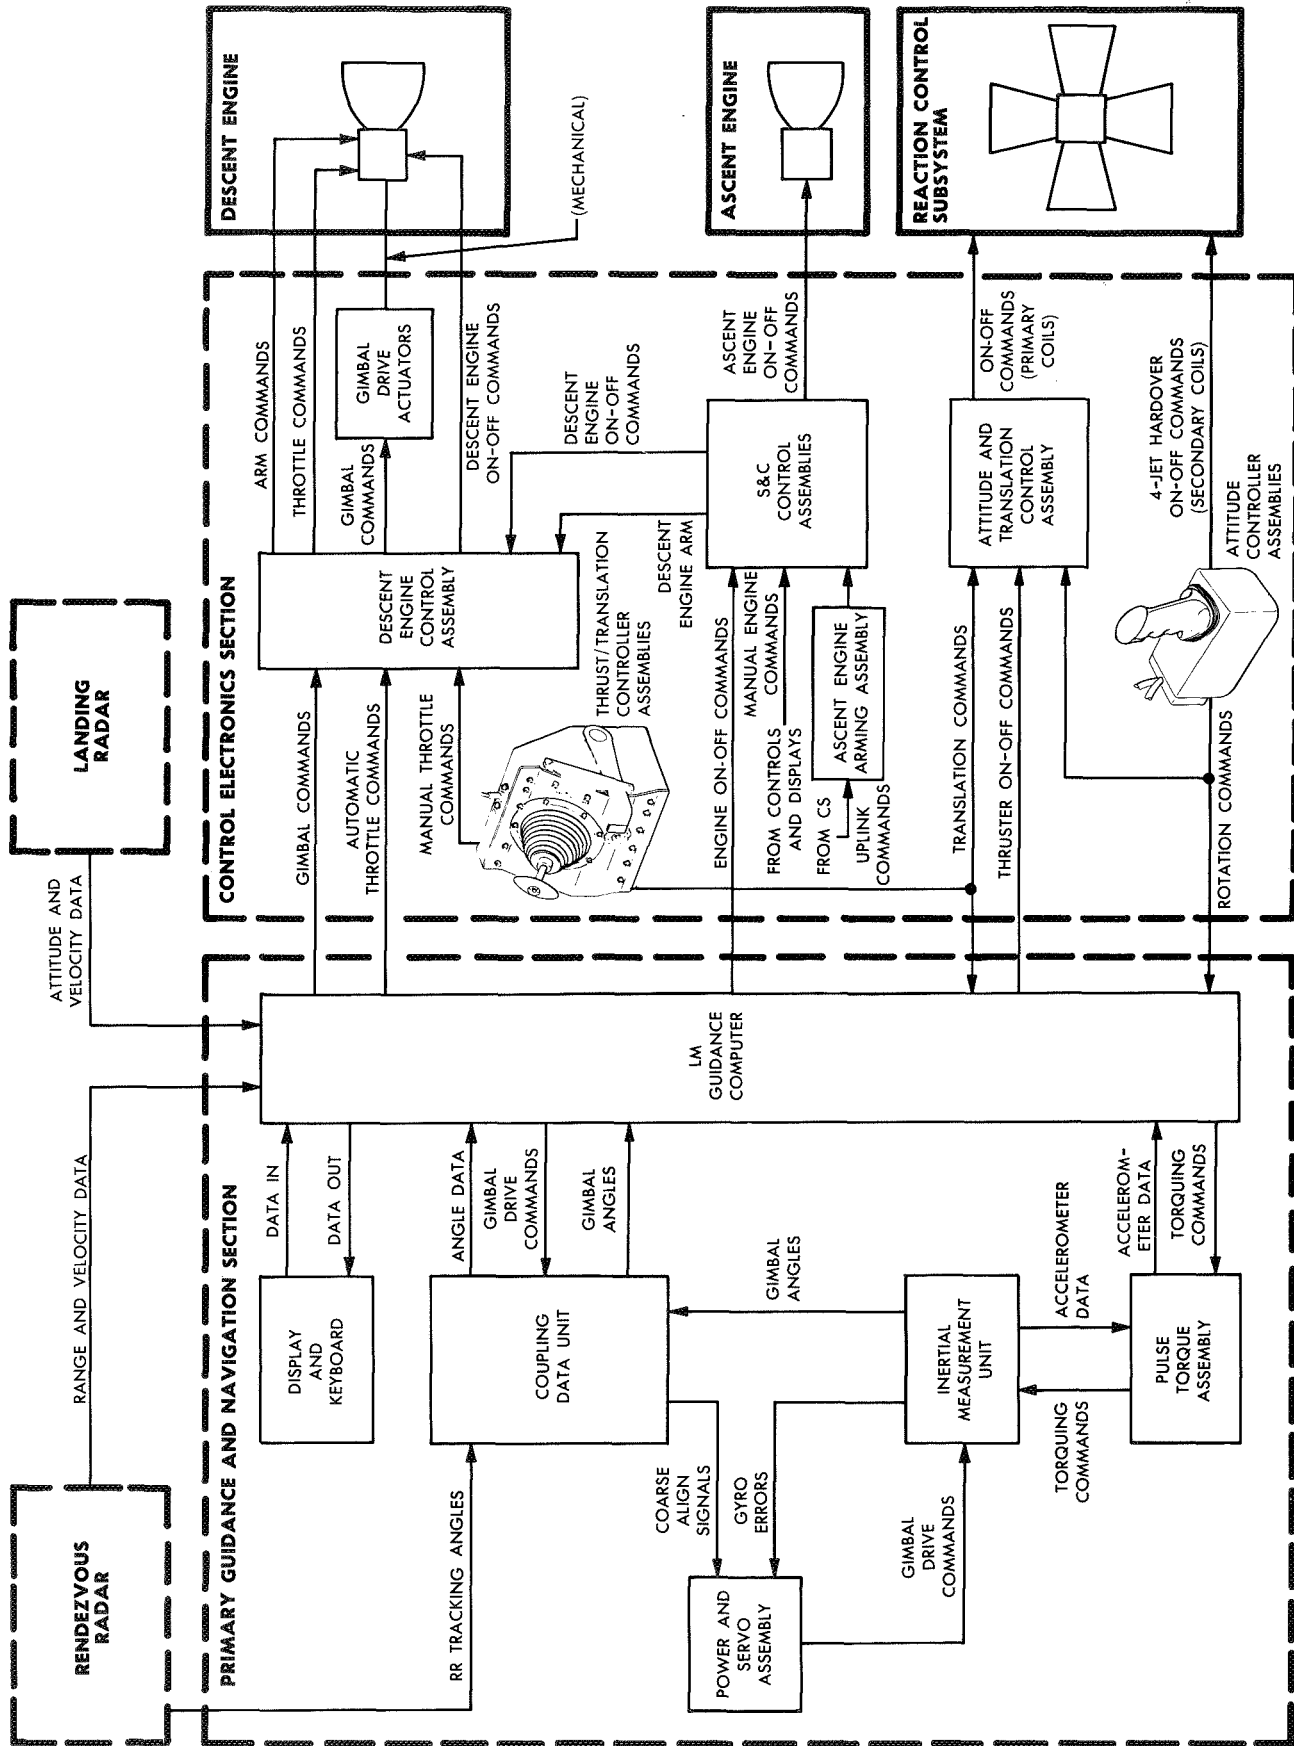 RENDEZVOUS
RADAR
RANGE AND VELOCITY DATA
ATTITUDE AND
VELOCITY DATA
LANDING
RADAR
PRIMARY GUIDANCE AND NAVIGATION SECTION
RR TRACKING ANGLES
DISPLAY
AND
KEYBOARD
DATA IN
DATA OUT
COUPLING
DATA UNIT
ANGLE DATA
GIMBAL
DRIVE
COMMANDS
GIMBAL
ANGLES
COARSE
ALIGN
SIGNALS
GYRO
ERRORS
GIMBAL
ANGLES
POWER AND
SERVO
ASSEMBLY
GIMBAL
DRIVE
COMMANDS
INERTIAL
MEASUREMENT
UNIT
TORQUING
COMMANDS
ACCELEROMETER
DATA
PULSE
TORQUE
ASSEMBLY
ACCELEROM-
ETER DATA
TORQUING
COMMANDS
LM
GUIDANCE
COMPUTER
CONTROL ELECTRONICS SECTION
GIMBAL COMMANDS
AUTOMATIC
THROTTLE COMMANDS
MANUAL THROTTLE
COMMANDS
THRUST/TRANSLATION
CONTROLLER
ASSEMBLIES
DESCENT
ENGINE
CONTROL
ASSEMBLY
ARM COMMANDS
THROTTLE COMMANDS
GIMBAL
COMMANDS
GIMBAL
DRIVE
ACTUATORS
DESCENT ENGINE
ON-OFF COMMANDS
DESCENT
ENGINE
ON-OFF
COMMANDS
DESCENT
ENGINE ARM
ENGINE ON-OFF COMMANDS
MANUAL ENGINE
COMMANDS
FROM CONTROLS
AND DISPLAYS
FROM CS
UPLINK
COMMANDS
ASCENT ENGINE
ARMING ASSEMBLY
S&C
CONTROL
ASSEMBLIES
ASCENT
ENGINE
ON-OFF
COMMANDS
TRANSLATION COMMANDS
THRUSTER ON-OFF COMMANDS
ATTITUDE AND
TRANSLATION
CONTROL
ASSEMBLY
ON-OFF
COMMANDS
(PRIMARY
COILS)
ROTATION COMMANDS
4-JET HARDOVER
ON-OFF COMMANDS
(SECONDARY COILS)
ATTITUDE
CONTROLLER
ASSEMBLIES
DESCENT ENGINE
(MECHANICAL)
ASCENT ENGINE
REACTION CONTROL
SUBSYSTEM